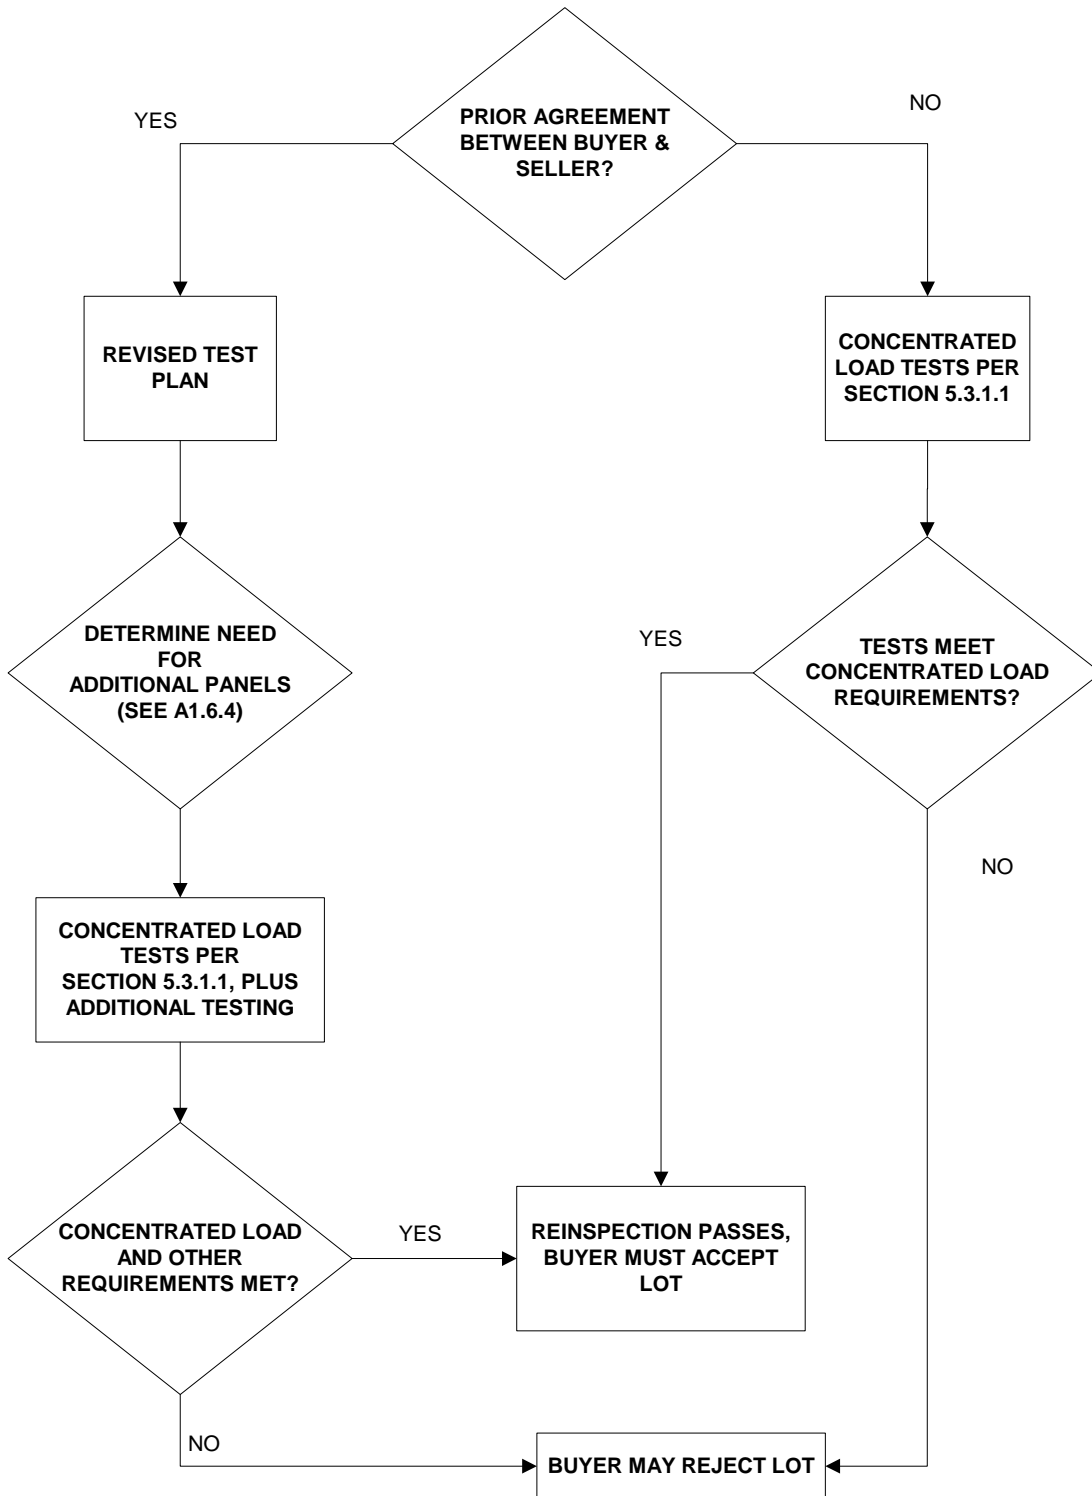 YES
PRIOR AGREEMENT
BETWEEN BUYER &
SELLER?
NO
REVISED TEST
PLAN
CONCENTRATED
LOAD TESTS PER
SECTION 5.3.1.1
DETERMINE NEED
FOR
ADDITIONAL PANELS
(SEE A1.6.4)
YES
TESTS MEET
CONCENTRATED LOAD
REQUIREMENTS?
NO
CONCENTRATED LOAD
TESTS PER
SECTION 5.3.1.1, PLUS
ADDITIONAL TESTING
CONCENTRATED LOAD
AND OTHER
REQUIREMENTS MET?
YES
REINSPECTION PASSES,
BUYER MUST ACCEPT
LOT
NO
BUYER MAY REJECT LOT